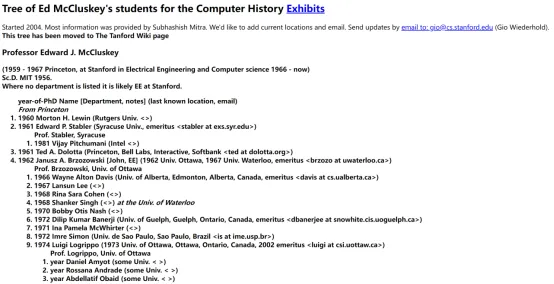 Tree of Ed McCluskey's students for the Computer History Exhibits
Started 2004. Most information was provided by Subhashish Mitra. We'd like to add current locations and email. Send updates by email to: gio@cs.stanford.edu (Gio Wiederhold).
This tree has been moved to The Tanford Wiki page
Professor Edward J. McCluskey
(1959 - 1967 Princeton, at Stanford in Electrical Engineering and Computer science 1966 - now)
Sc.D. MIT 1956.
Where no department is listed it is likely EE at Stanford.
year-of-PhD Name [Department, notes] (last known location, email)
From Princeton
1. 1960 Morton H. Lewin (Rutgers Univ. <>)
2. 1961 Edward P. Stabler (Syracuse Univ., emeritus <stabler at exs.syr.edu>)
Prof. Stabler, Syracuse
1. 1981 Vijay Pitchumani (Intel <>)
3. 1961 Ted A. Dolotta (Princeton, Bell Labs, Interactive, Softbank <ted at dolotta.org>)
4. 1962 Janusz A. Brzozowski [John, EE] (1962 Univ. Ottawa, 1967 Univ. Waterloo, emeritus <brzozo at uwaterloo.ca>)
Prof. Brzozowski, Univ. of Ottawa
1. 1966 Wayne Alton Davis (Univ. of Alberta, Edmonton, Alberta, Canada, emeritus <davis at cs.ualberta.ca>)
2. 1967 Lansun Lee (<>)
3. 1968 Rina Sara Cohen (<>)
4. 1968 Shanker Singh (<>) at the Univ. of Waterloo
5. 1970 Bobby Otis Nash (<>)
6. 1972 Dilip Kumar Banerji (Univ. of Guelph, Guelph, Ontario, Canada, emeritus <dbanerjee at snowhite.cis.uoguelph.ca>)
7. 1971 Ina Pamela McWhirter (<>)
8. 1972 Imre Simon (Univ. de Sao Paulo, Sao Paulo, Brazil <is at ime.usp.br>)
9. 1974 Luigi Logrippo (1973 Univ. of Ottawa, Ottawa, Ontario, Canada, 2002 emeritus <luigi at csi.uottaw.ca>)
Prof. Logrippo, Univ. of Ottawa
1. year Daniel Amyot (some Univ. < >)
2. year Rossana Andrade (some Univ. < >)
3. year Abdellatif Obaid (some Univ. < >)